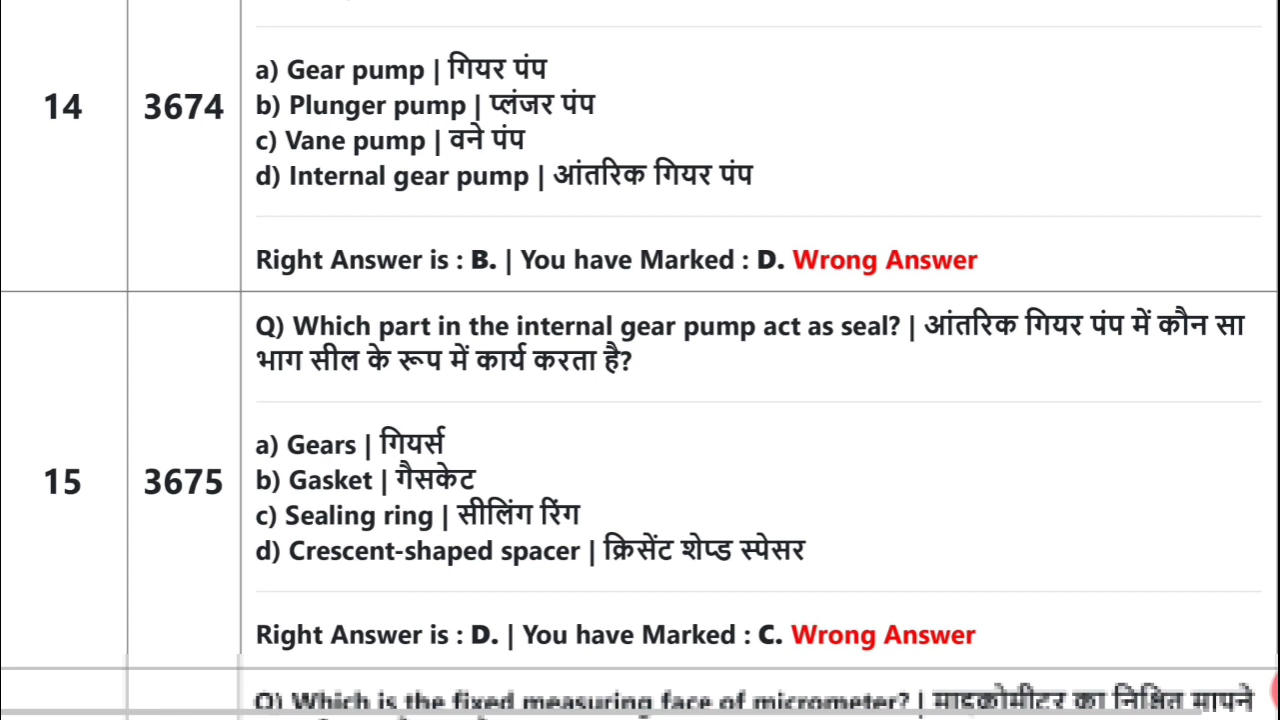 14
3674
a) Gear pump | गियर पंप
b) Plunger pump | प्लंजर पंप
c) Vane pump | वने पंप
d) Internal gear pump | आंतरिक गियर पंप
Right Answer is : B. | You have Marked : D. Wrong Answer
15
3675
Q) Which part in the internal gear pump act as seal? | आंतरिक गियर पंप में कौन सा
भाग सील के रूप में कार्य करता है?
a) Gears | गियर्स
b) Gasket | गैसकेट
c) Sealing ring | सीलिंग रिंग
d) Crescent-shaped spacer | क्रिसेंट शेप्ड स्पेसर
Right Answer is : D. | You have Marked : C. Wrong Answer
Q) Which is the fixed measuring face of micrometer? | माइक्रोमीटर का निश्चित मापने